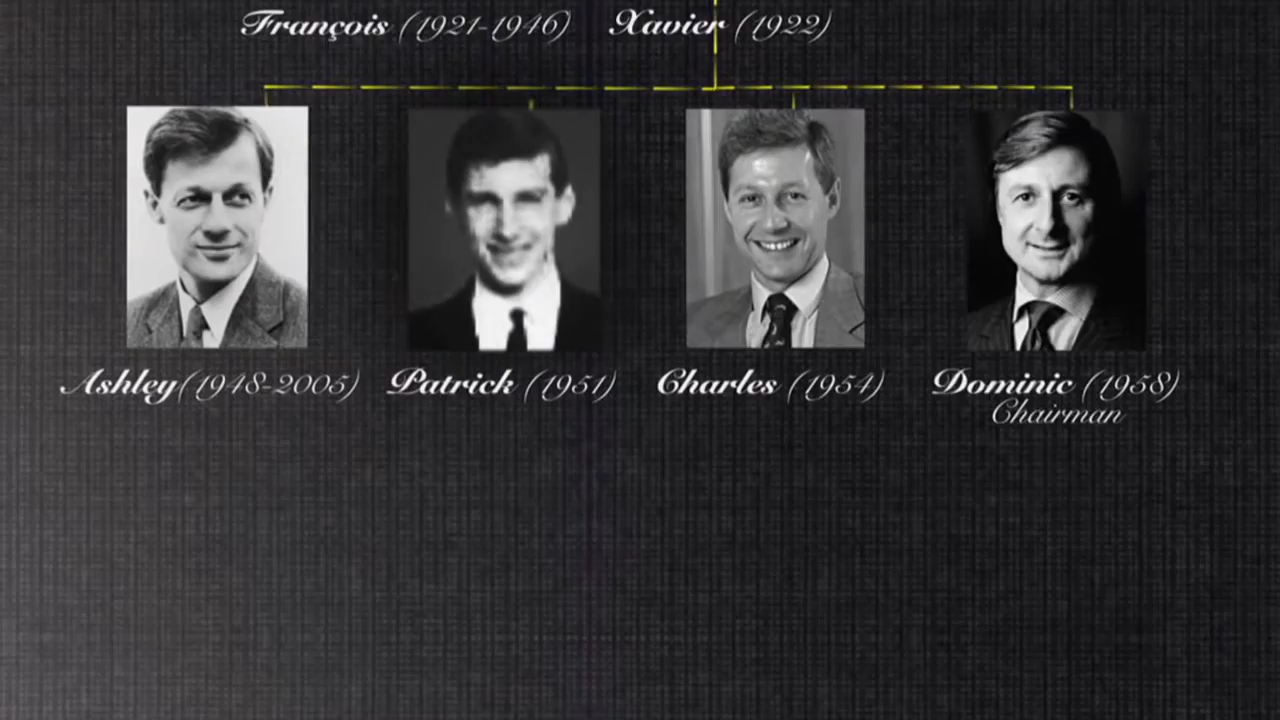 François (1921-1946) Xavier (1922)
Ashley(1948-2005) Patrick (1951) Charles (1954) Dominic (1958)
Chairman